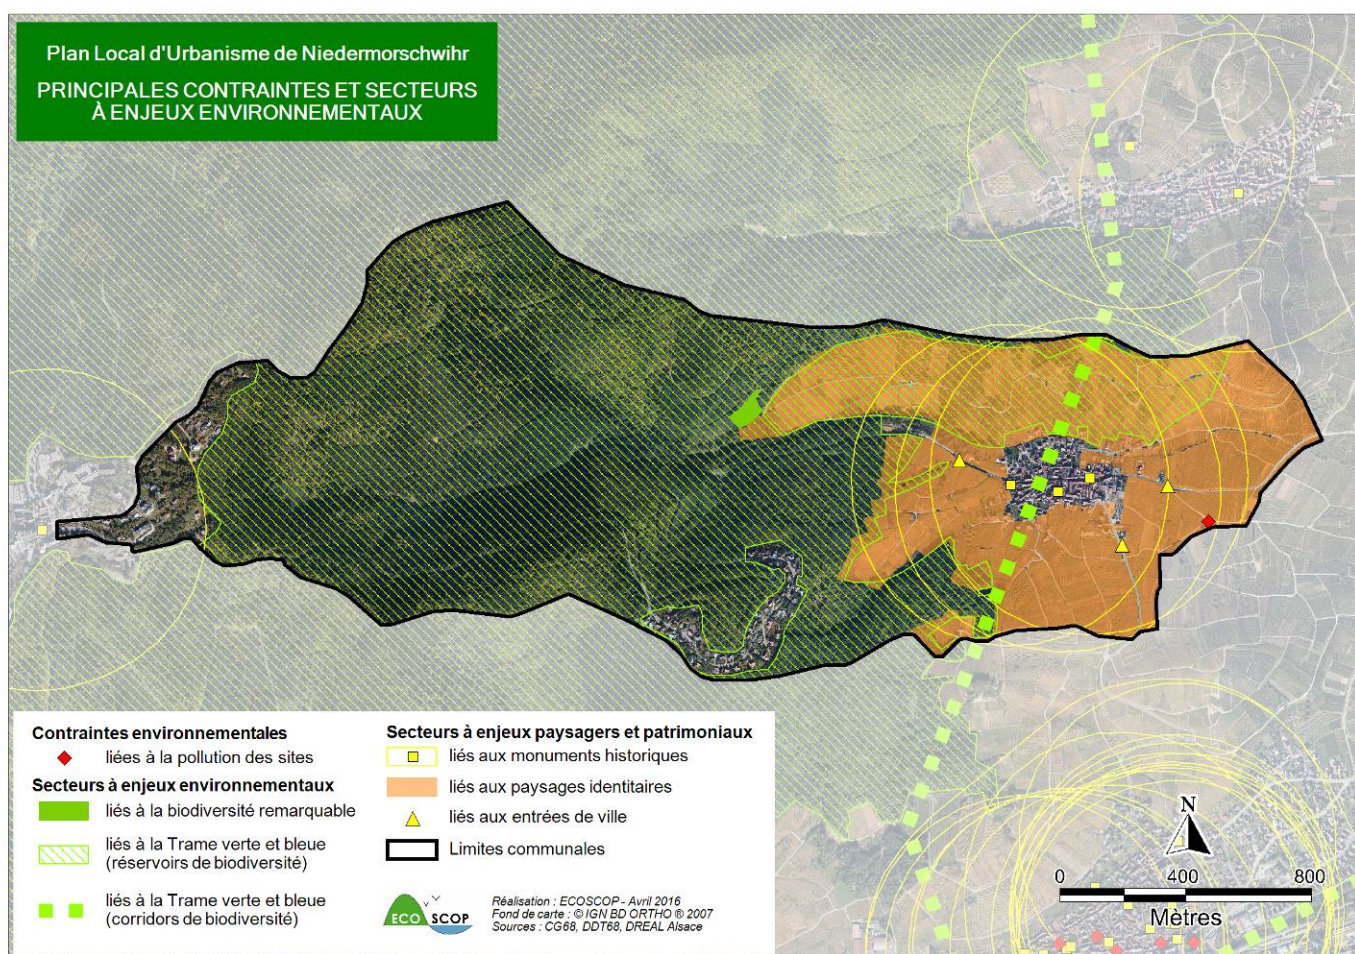 Plan Local d'Urbanisme de Niedermorschwihr
PRINCIPALES CONTRAINTES ET SECTEURS
À ENJEUX ENVIRONNEMENTAUX
Contraintes environnementales
liées à la pollution des sites
Secteurs à enjeux environnementaux
liés à la biodiversité remarquable
liés à la Trame verte et bleue
(réservoirs de biodiversité)
liés à la Trame verte et bleue
(corridors de biodiversité)
Secteurs à enjeux paysagers et patrimoniaux
liés aux monuments historiques
liés aux paysages identitaires
liés aux entrées de ville
Limites communales
ECO SCOP
Réalisation : ECOSCOP - Avril 2016
Fond de carte : © IGN BD ORTHO ® 2007
Sources : CG68, DDT68, DREAL Alsace
N
0 400 800
Mètres